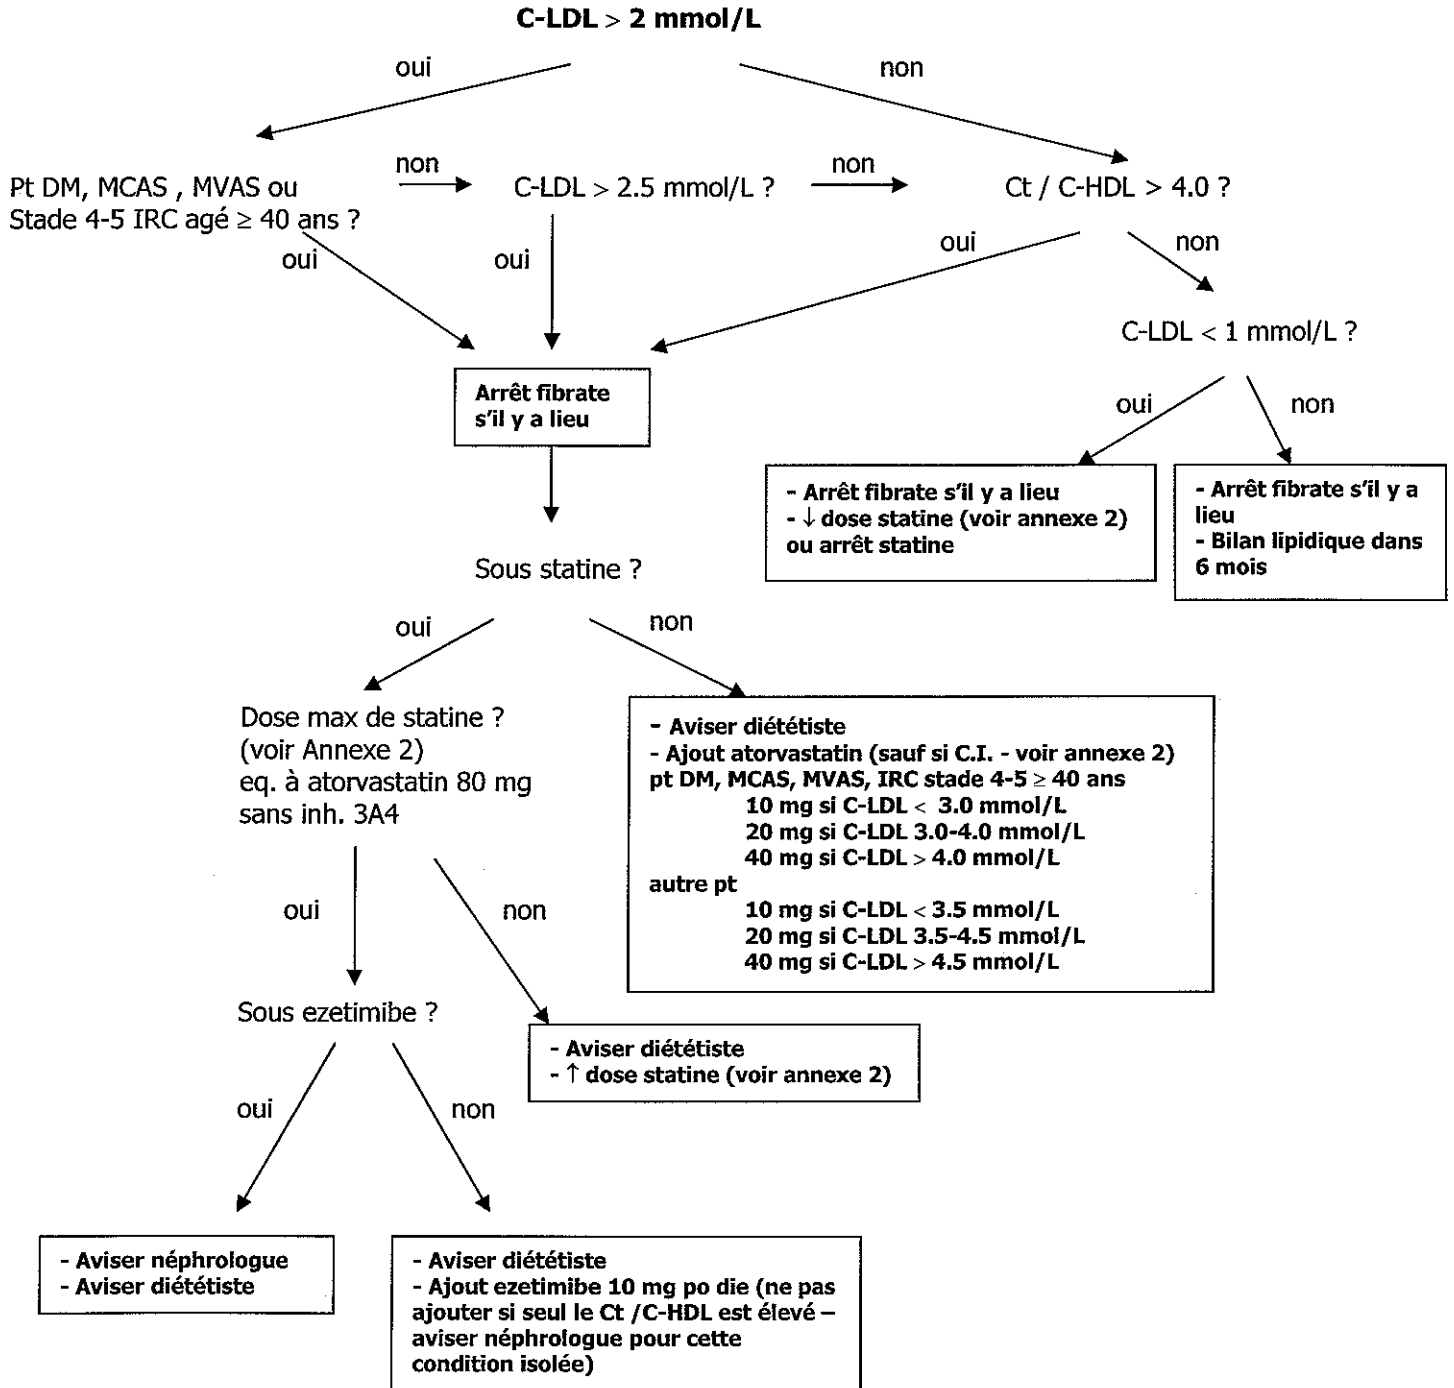 C-LDL > 2 mmol/L
oui
non
Pt DM, MCAS , MVAS ou
Stade 4-5 IRC agé ≥ 40 ans ?
non
C-LDL > 2.5 mmol/L ?
non
Ct / C-HDL > 4.0 ?
oui
oui
oui
non
C-LDL < 1 mmol/L ?
Arrêt fibrate
s'il y a lieu
oui
non
- Arrêt fibrate s'il y a lieu
- ↓ dose statine (voir annexe 2)
ou arrêt statine
- Arrêt fibrate s'il y a
lieu
- Bilan lipidique dans
6 mois
Sous statine ?
oui
non
Dose max de statine ?
(voir Annexe 2)
eq. à atorvastatin 80 mg
sans inh. 3A4
- Aviser diététiste
- Ajout atorvastatin (sauf si C.I. - voir annexe 2)
pt DM, MCAS, MVAS, IRC stade 4-5 ≥ 40 ans
10 mg si C-LDL < 3.0 mmol/L
20 mg si C-LDL 3.0-4.0 mmol/L
40 mg si C-LDL > 4.0 mmol/L
autre pt
10 mg si C-LDL < 3.5 mmol/L
20 mg si C-LDL 3.5-4.5 mmol/L
40 mg si C-LDL > 4.5 mmol/L
oui
non
Sous ezetimibe ?
- Aviser diététiste
- ↑ dose statine (voir annexe 2)
oui
non
- Aviser néphrologue
- Aviser diététiste
- Aviser diététiste
- Ajout ezetimibe 10 mg po die (ne pas
ajouter si seul le Ct /C-HDL est élevé –
aviser néphrologue pour cette
condition isolée)